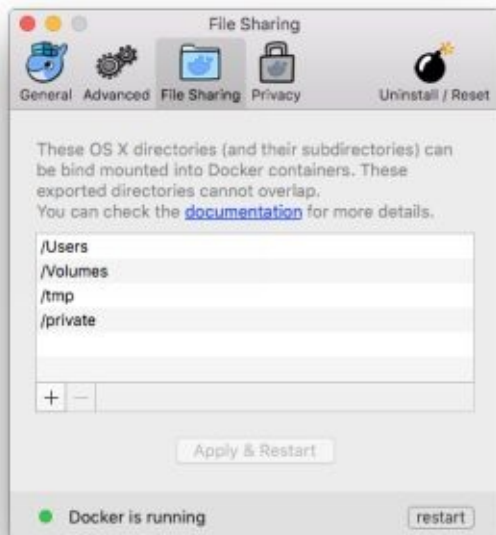 File Sharing
General Advanced File Sharing Privacy Uninstall / Reset
These OS X directories (and their subdirectories) can
be bind mounted into Docker containers. These
exported directories cannot overlap.
You can check the documentation for more details.
/Users
/Volumes
/tmp
/private
+ −
Apply & Restart
Docker is running restart